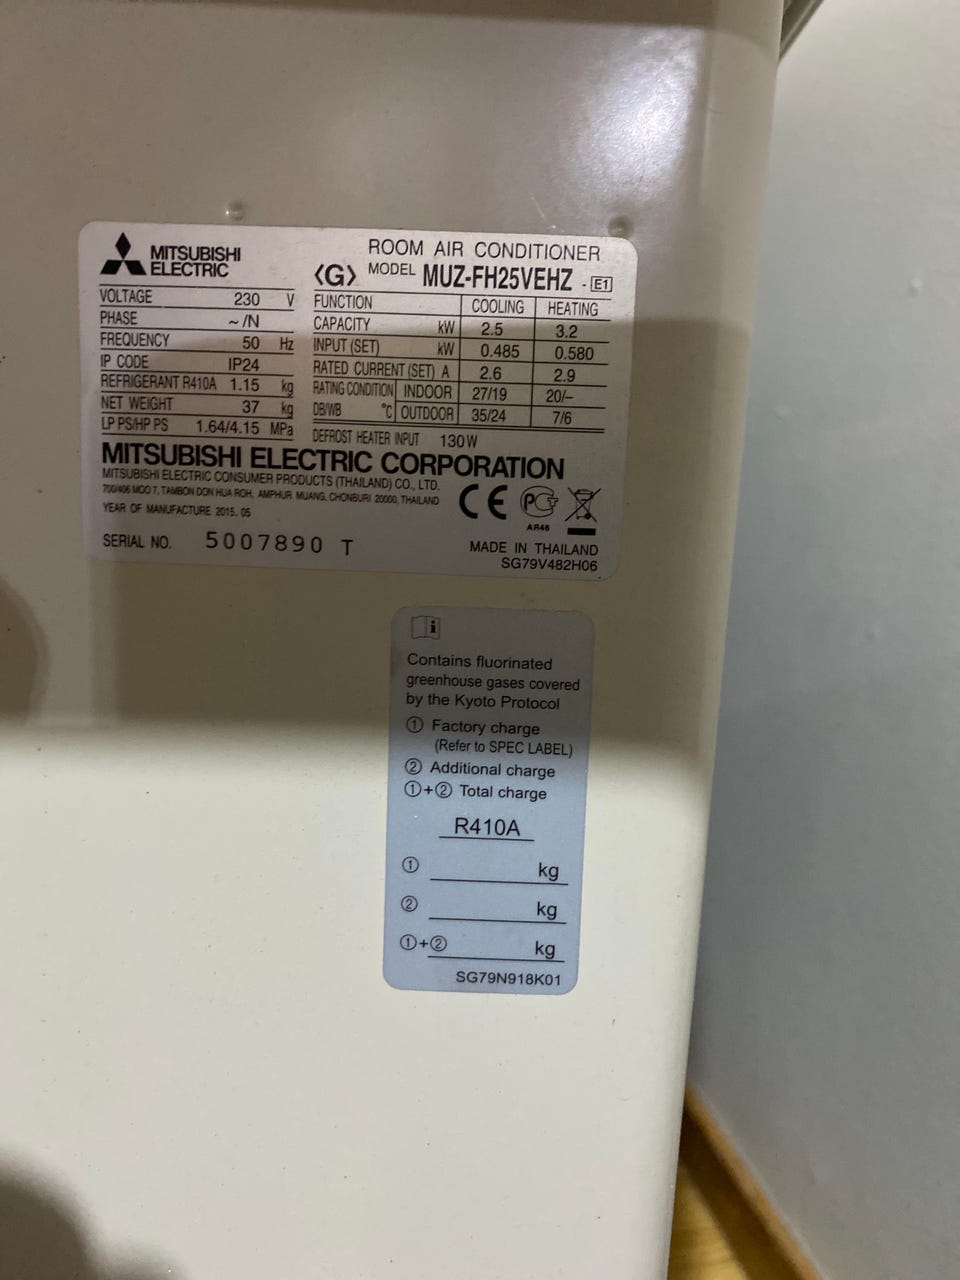 MITSUBISHI
ELECTRIC
ROOM AIR CONDITIONER
⟨G⟩ MODEL MUZ-FH25VEHZ - E1
VOLTAGE 230 V
PHASE ~/N
FREQUENCY 50 Hz
IP CODE IP24
REFRIGERANT R410A 1.15 kg
NET WEIGHT 37 kg
LP PS/HP PS 1.64/4.15 MPa
FUNCTION COOLING HEATING
CAPACITY kW 2.5 3.2
INPUT (SET) kW 0.485 0.580
RATED CURRENT (SET) A 2.6 2.9
RATING CONDITION INDOOR 27/19 20/–
DB/WB °C OUTDOOR 35/24 7/6
DEFROST HEATER INPUT 130W
MITSUBISHI ELECTRIC CORPORATION
MITSUBISHI ELECTRIC CONSUMER PRODUCTS (THAILAND) CO., LTD.
700/406 MOO 7, TAMBON DON HUA ROH, AMPHUR MUANG, CHONBURI 20000, THAILAND
YEAR OF MANUFACTURE 2015.05
CE
РСТ
AR46
SERIAL NO. 5007890 T
MADE IN THAILAND
SG79V482H06
i
Contains fluorinated
greenhouse gases covered
by the Kyoto Protocol
① Factory charge
(Refer to SPEC LABEL)
② Additional charge
①+② Total charge
R410A
① kg
② kg
①+② kg
SG79N918K01